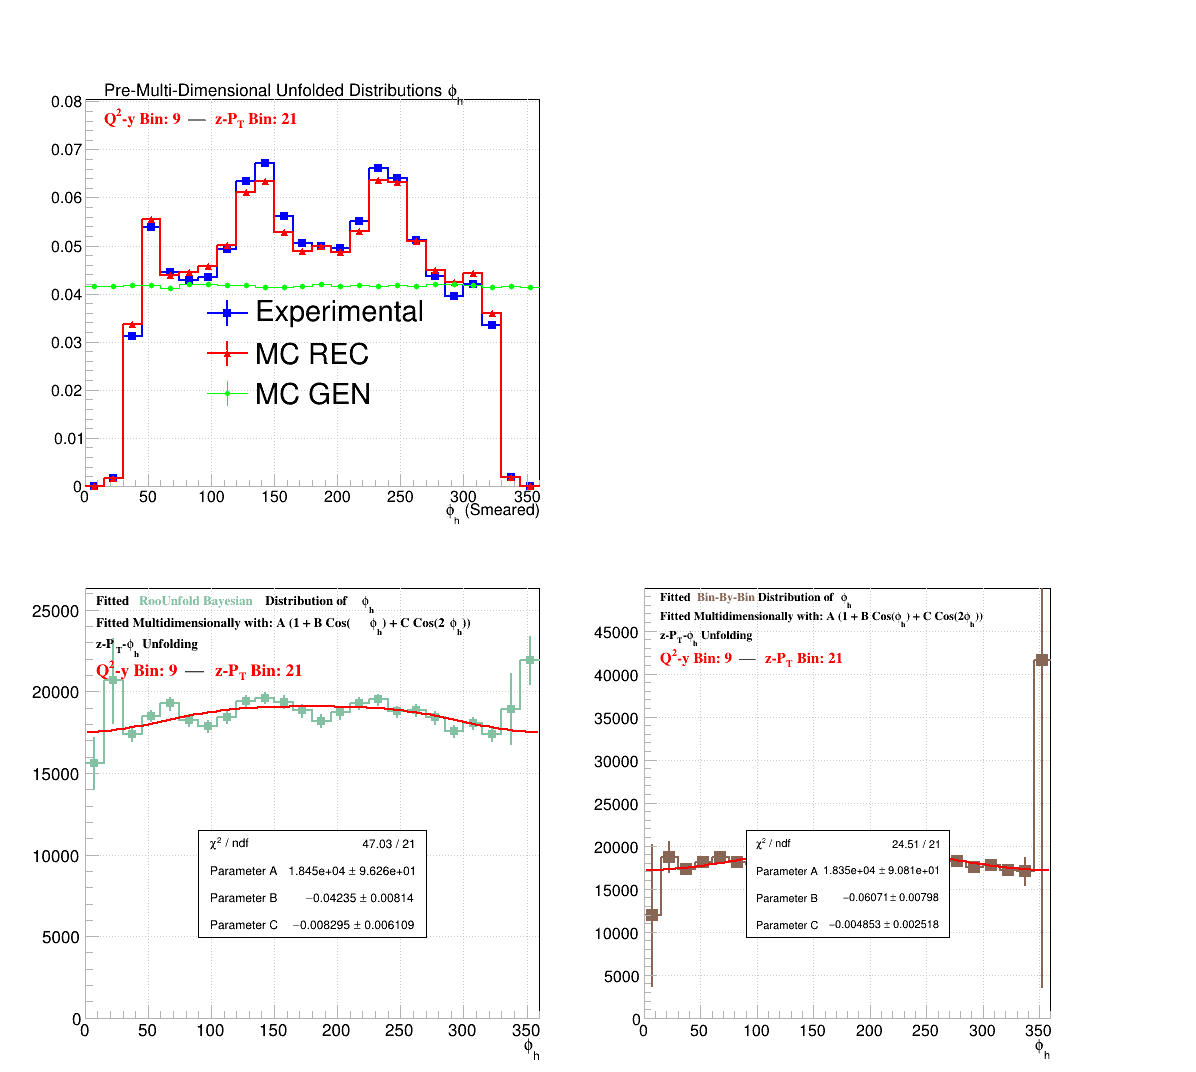 Pre-Multi-Dimensional Unfolded Distributions ϕh
Q2-y Bin: 9 — z-PT Bin: 21
0.08
0.07
0.06
0.05
0.04
0.03
0.02
0.01
0
Experimental
MC REC
MC GEN
0 50 100 150 200 250 300 350
ϕh (Smeared)
Fitted RooUnfold Bayesian Distribution of ϕh
Fitted Multidimensionally with: A (1 + B Cos( ϕh) + C Cos(2 ϕh))
z-PT-ϕh Unfolding
Q2-y Bin: 9 — z-PT Bin: 21
25000
20000
15000
10000
5000
0
χ2 / ndf 47.03 / 21
Parameter A 1.845e+04 ± 9.626e+01
Parameter B −0.04235 ± 0.00814
Parameter C −0.008295 ± 0.006109
0 50 100 150 200 250 300 350
ϕh
Fitted Bin-By-Bin Distribution of ϕh
Fitted Multidimensionally with: A (1 + B Cos(ϕh) + C Cos(2ϕh))
z-PT-ϕh Unfolding
Q2-y Bin: 9 — z-PT Bin: 21
45000
40000
35000
30000
25000
20000
15000
10000
5000
0
χ2 / ndf 24.51 / 21
Parameter A 1.835e+04 ± 9.081e+01
Parameter B -0.06071 ± 0.00798
Parameter C -0.004853 ± 0.002518
0 50 100 150 200 250 300 350
ϕh